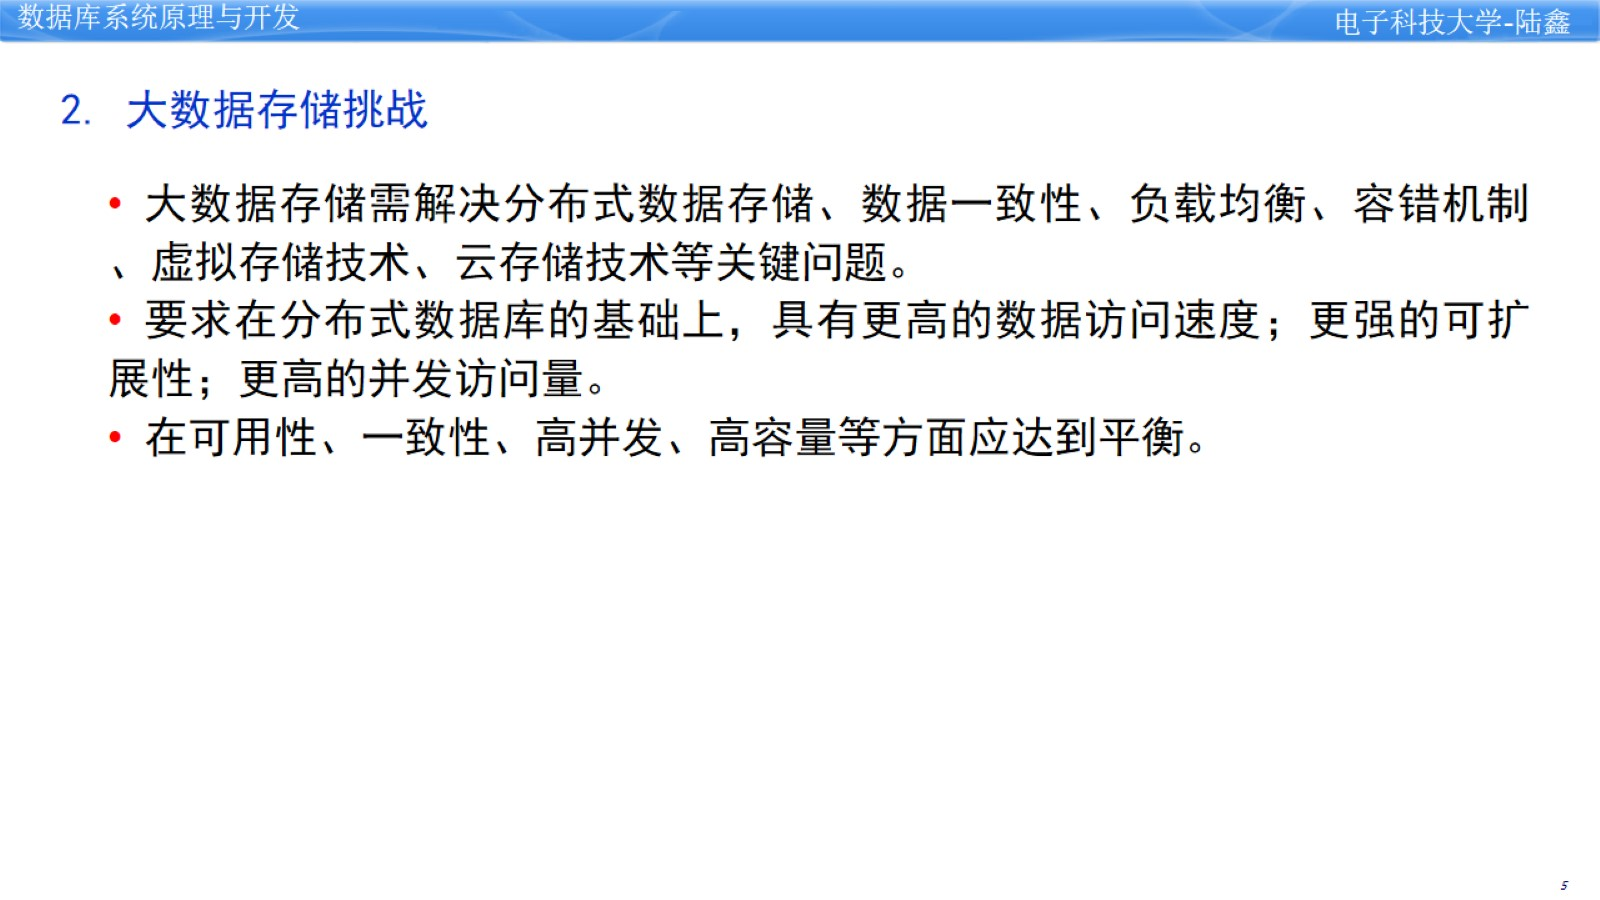 数据库系统原理与开发
电子科技大学-陆鑫
2. 大数据存储挑战
• 大数据存储需解决分布式数据存储、数据一致性、负载均衡、容错机制
、虚拟存储技术、云存储技术等关键问题。
• 要求在分布式数据库的基础上，具有更高的数据访问速度；更强的可扩
展性；更高的并发访问量。
• 在可用性、一致性、高并发、高容量等方面应达到平衡。
5